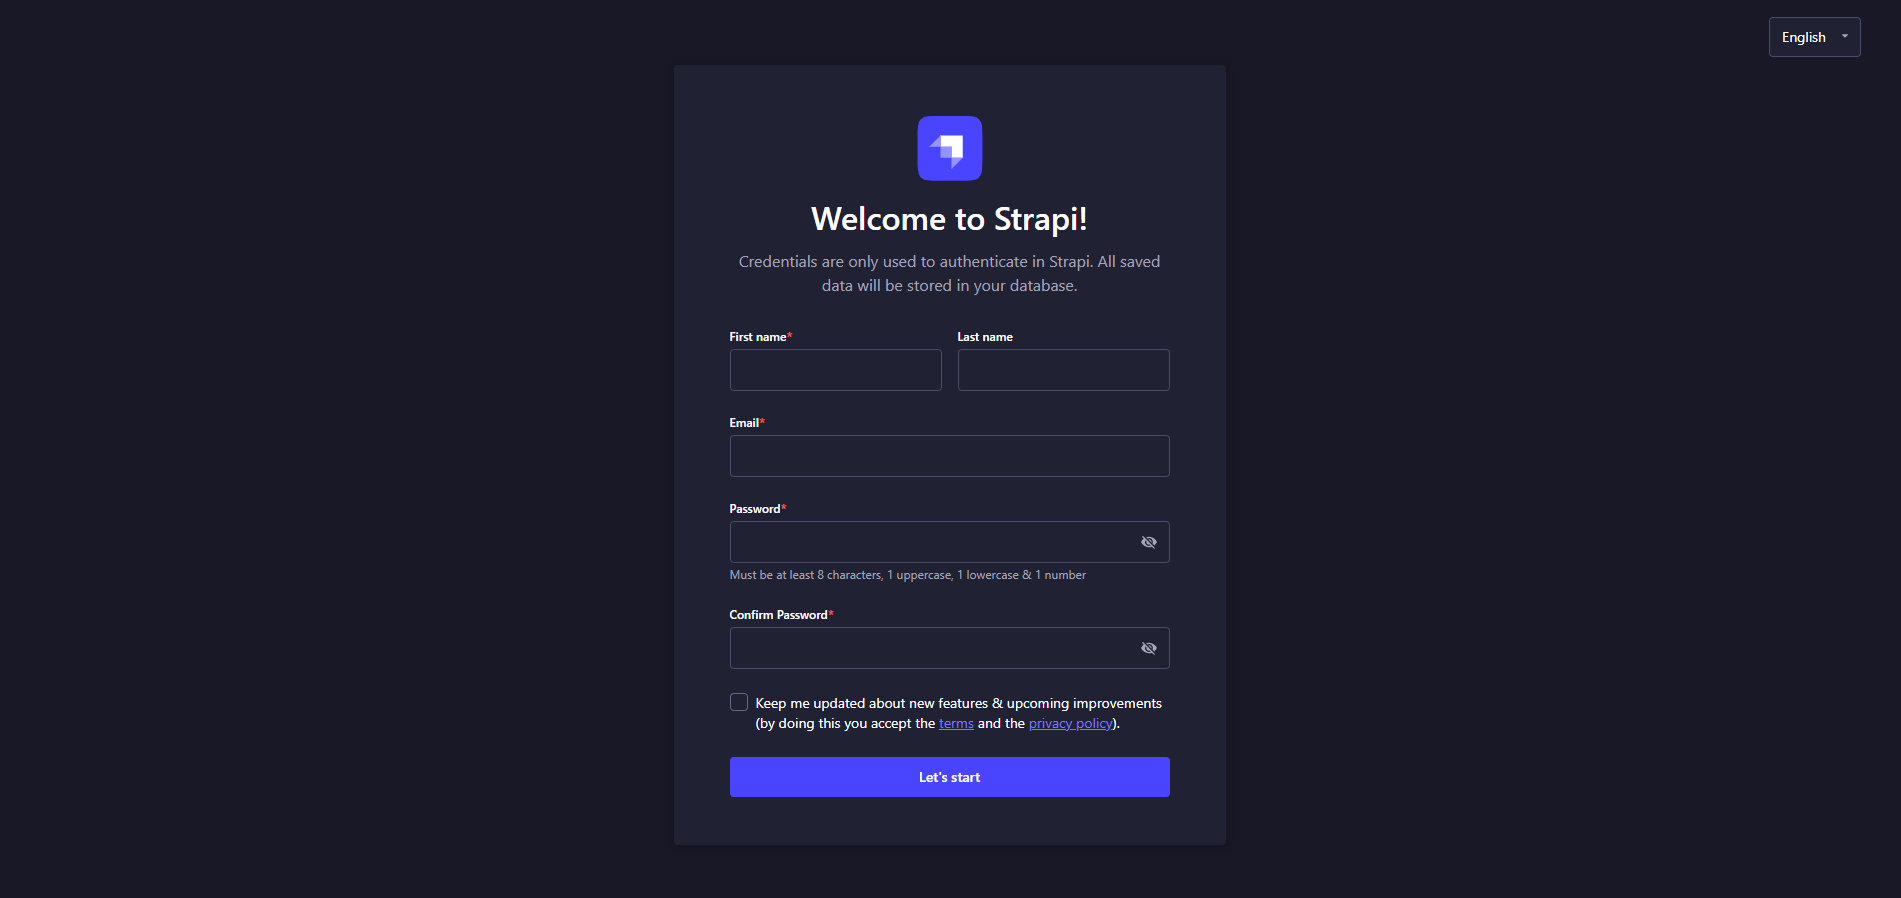 English
Welcome to Strapi!
Credentials are only used to authenticate in Strapi. All saved
data will be stored in your database.
First name*
Last name
Email*
Password*
Must be at least 8 characters, 1 uppercase, 1 lowercase & 1 number
Confirm Password*
Keep me updated about new features & upcoming improvements
(by doing this you accept the terms and the privacy policy).
Let's start